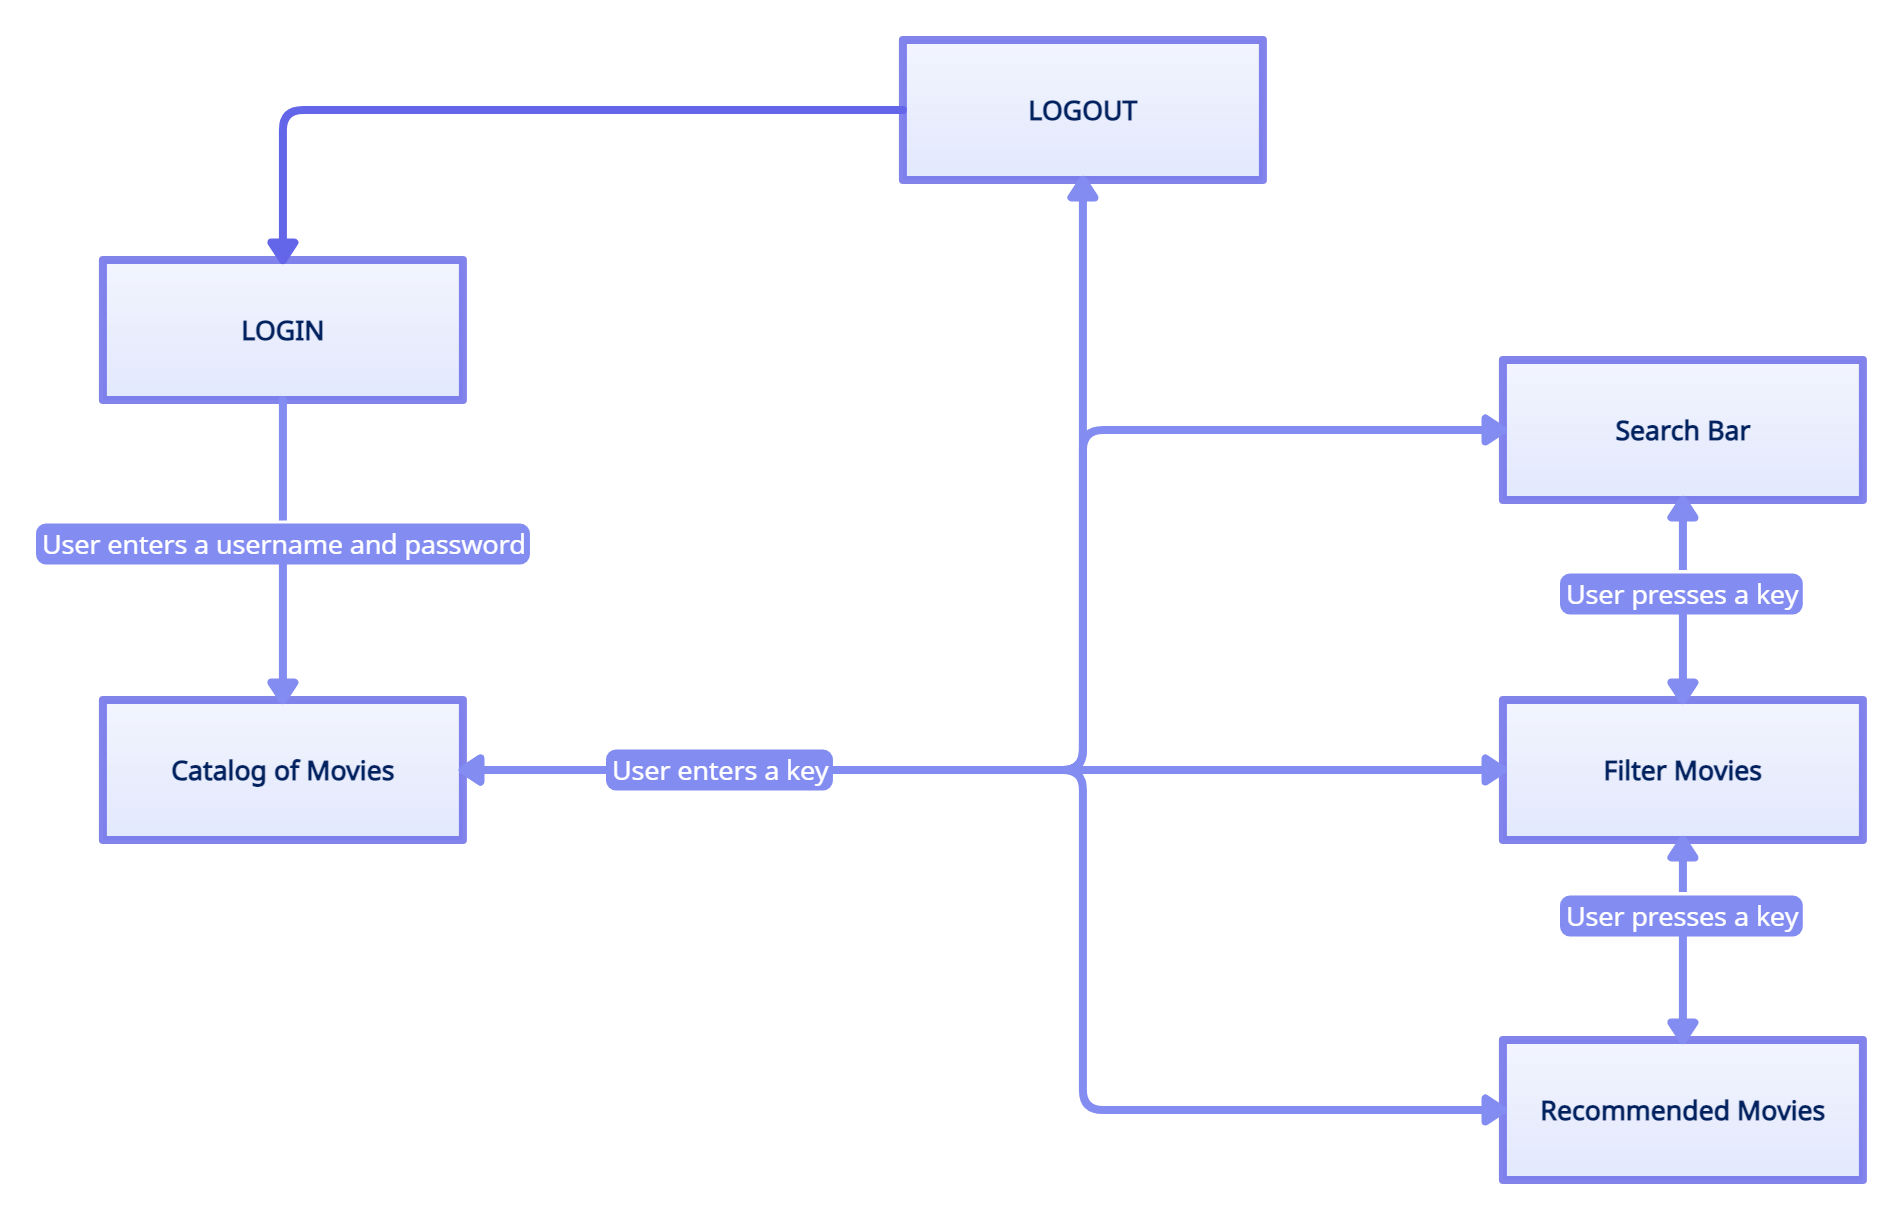 LOGOUT
LOGIN
Search Bar
User enters a username and password
User presses a key
Catalog of Movies
User enters a key
Filter Movies
User presses a key
Recommended Movies